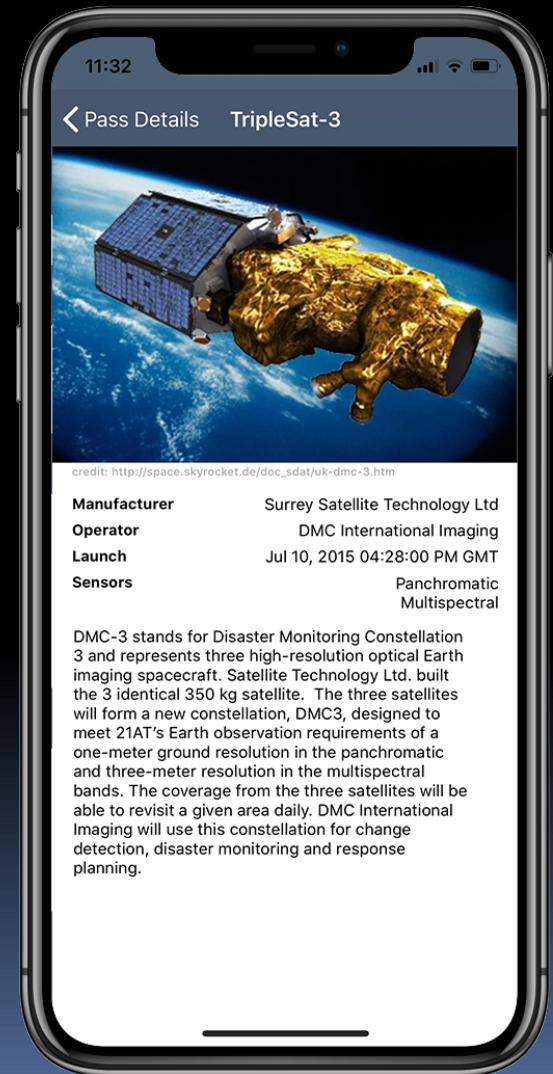 11:32
Pass Details TripleSat-3
credit: http://space.skyrocket.de/doc_sdat/uk-dmc-3.htm
Manufacturer Surrey Satellite Technology Ltd
Operator DMC International Imaging
Launch Jul 10, 2015 04:28:00 PM GMT
Sensors Panchromatic
Multispectral
DMC-3 stands for Disaster Monitoring Constellation
3 and represents three high-resolution optical Earth
imaging spacecraft. Satellite Technology Ltd. built
the 3 identical 350 kg satellite.  The three satellites
will form a new constellation, DMC3, designed to
meet 21AT’s Earth observation requirements of a
one-meter ground resolution in the panchromatic
and three-meter resolution in the multispectral
bands. The coverage from the three satellites will be
able to revisit a given area daily. DMC International
Imaging will use this constellation for change
detection, disaster monitoring and response
planning.